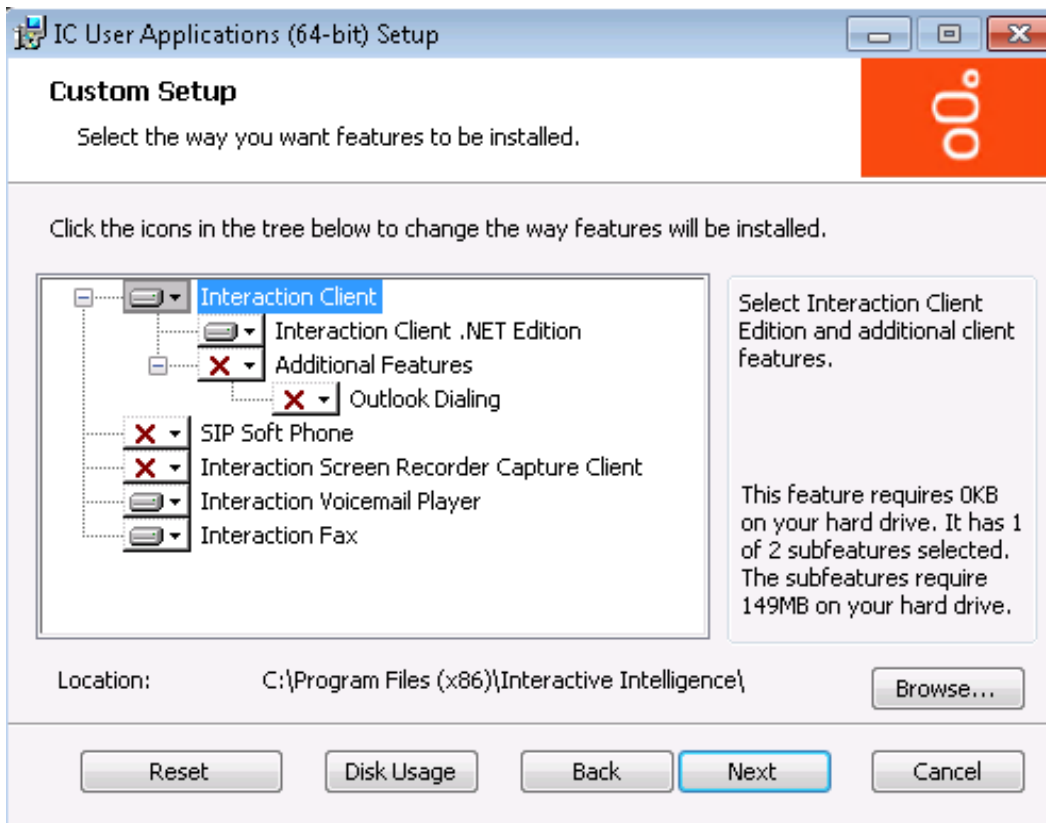 IC User Applications (64-bit) Setup
Custom Setup
Select the way you want features to be installed.
Click the icons in the tree below to change the way features will be installed.
Interaction Client
Interaction Client .NET Edition
Additional Features
Outlook Dialing
SIP Soft Phone
Interaction Screen Recorder Capture Client
Interaction Voicemail Player
Interaction Fax
Select Interaction Client
Edition and additional client
features.
This feature requires 0KB
on your hard drive. It has 1
of 2 subfeatures selected.
The subfeatures require
149MB on your hard drive.
Location: C:\Program Files (x86)\Interactive Intelligence\
Browse...
Reset Disk Usage Back Next Cancel